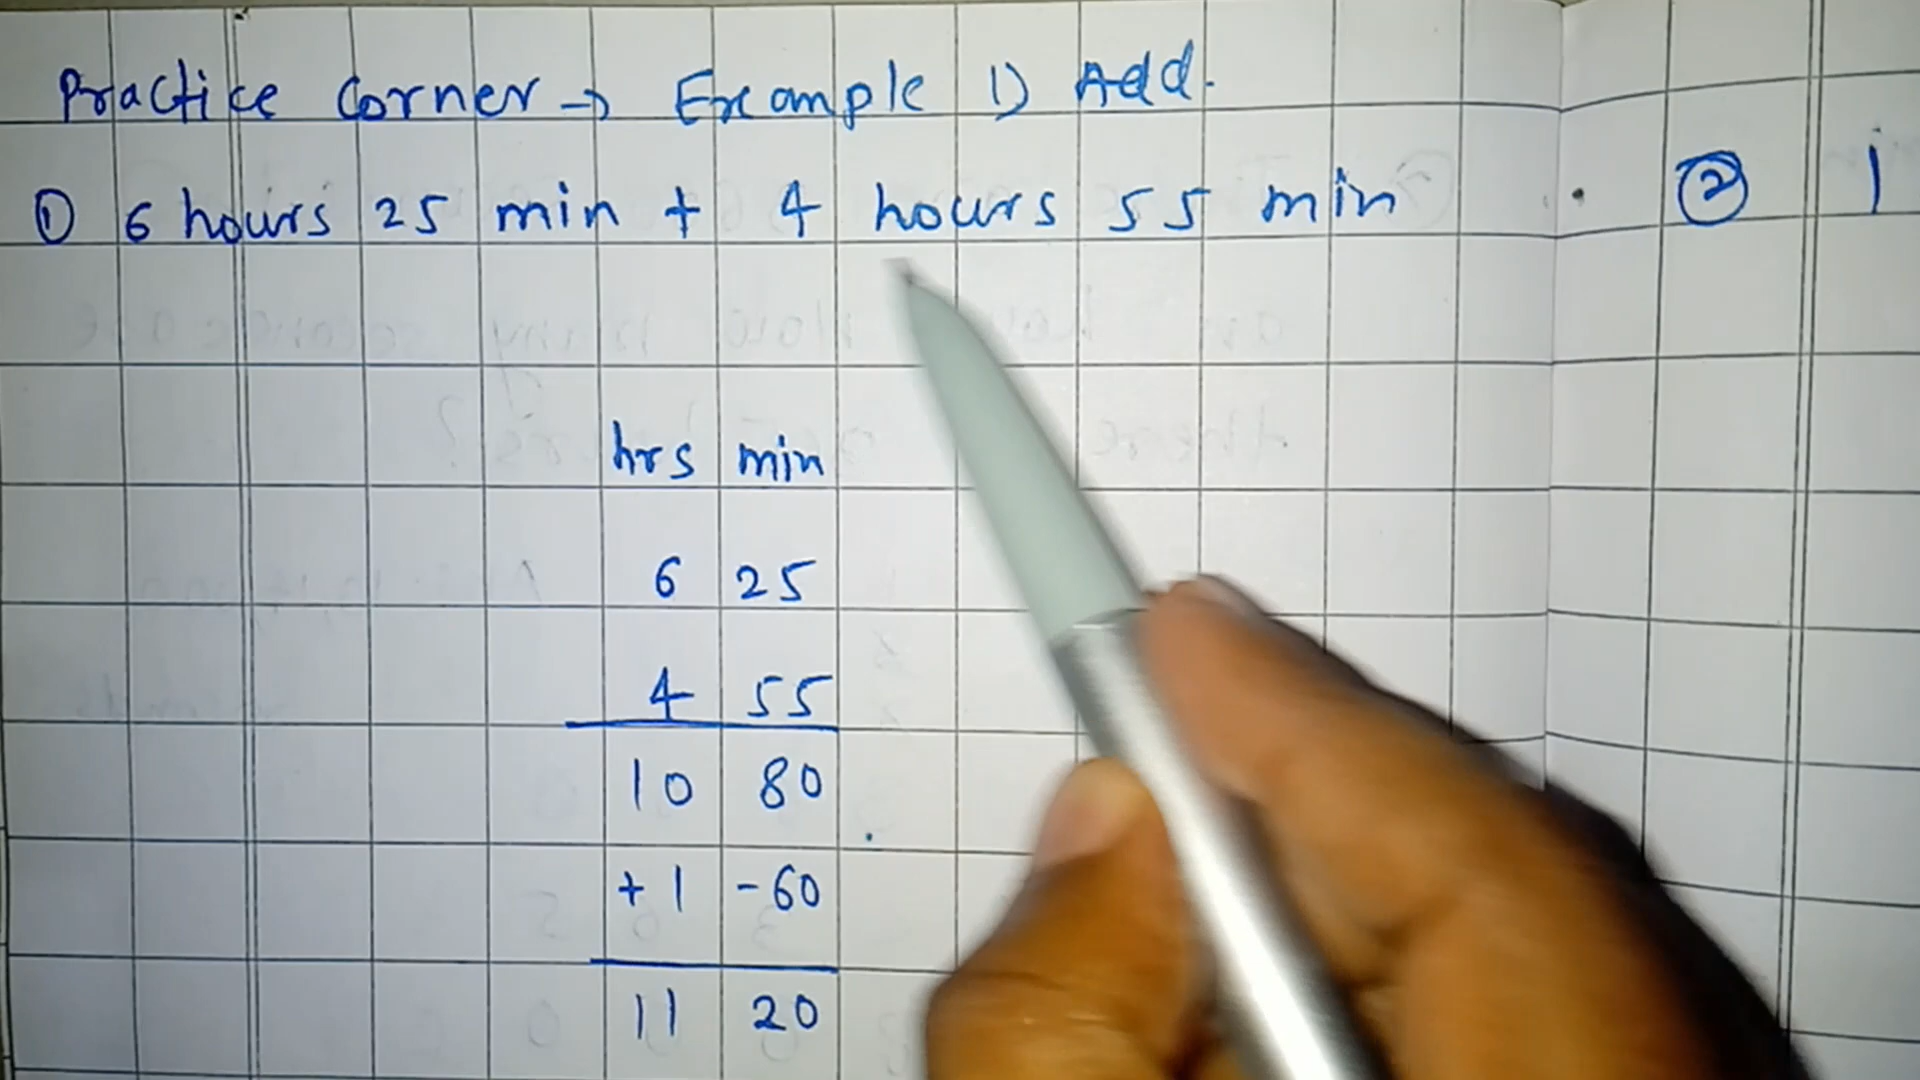 Practice Corner → Example 1) Add.
① 6 hours 25 min + 4 hours 55 min
② 1
hrs min
6 25
4 55
10 80
+ 1 - 60
11 20